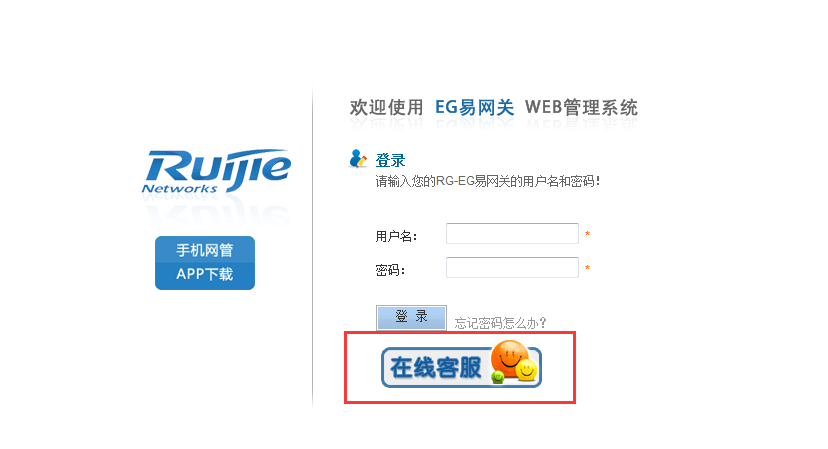 欢迎使用 EG易网关 WEB管理系统
RUIJIE
Networks
手机网管
APP下载
登录
请输入您的RG-EG易网关的用户名和密码!
用户名:
*
密码:
*
登 录
忘记密码怎么办?
在线客服